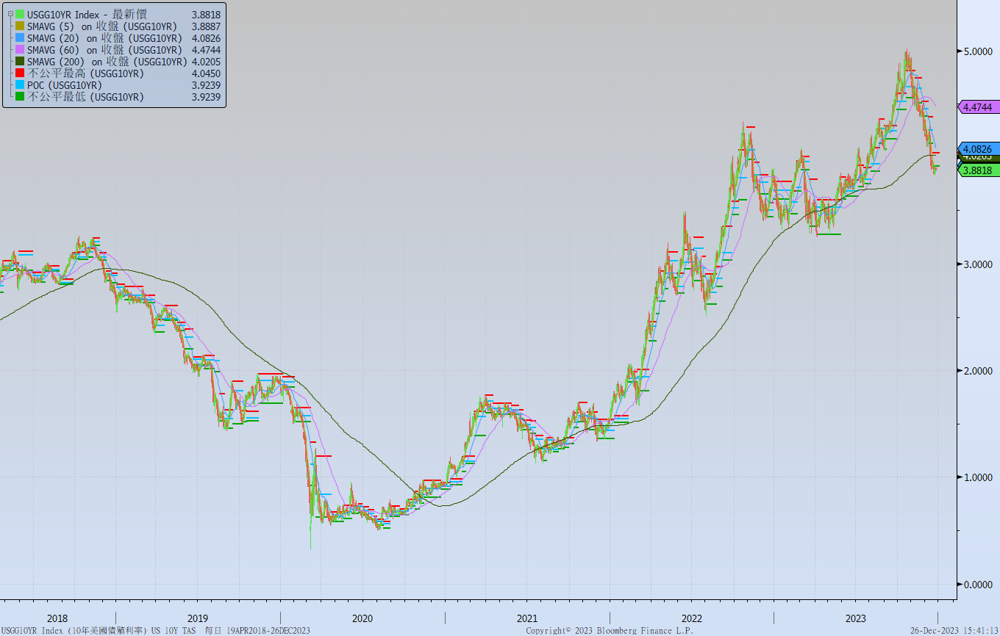 USGG10YR Index - 最新價 3.8818
SMAVG (5) on 收盤 (USGG10YR) 3.8887
SMAVG (20) on 收盤 (USGG10YR) 4.0826
SMAVG (60) on 收盤 (USGG10YR) 4.4744
SMAVG (200) on 收盤 (USGG10YR) 4.0205
不公平最高 (USGG10YR) 4.0450
POC (USGG10YR) 3.9239
不公平最低 (USGG10YR) 3.9239
5.0000
4.4744
4.0826
4.0205
3.8818
3.0000
2.0000
1.0000
0.0000
2018 2019 2020 2021 2022 2023
USGG10YR Index (10年美國債殖利率) US 10Y TAS 每日 19APR2018-26DEC2023 Copyright© 2023 Bloomberg Finance L.P. 26-Dec-2023 15:41:13